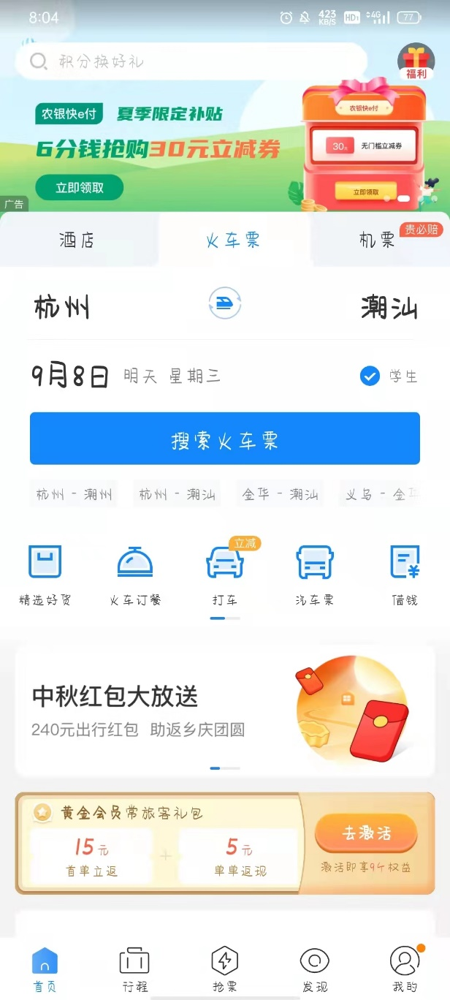 8:04
423
KB/S
HD1
4G
77
积分换好礼
福利
农银快e付 夏季限定补贴
农银快e付
6分钱抢购30元立减券
30元 无门槛立减券
立即领取
立即领取
广告
酒店 火车票 机票 贵必赔
杭州 潮汕
9月8日 明天 星期三 学生
搜索火车票
杭州 - 潮州 杭州 - 潮汕 金华 - 潮汕 义乌 - 金华
立减
精选好货 火车订餐 打车 汽车票 借钱
中秋红包大放送
240元出行红包 助返乡庆团圆
黄金会员常旅客礼包
15元 + 5元
首单立返 单单返现
去激活
激活即享9个权益
首页 行程 抢票 发现 我的